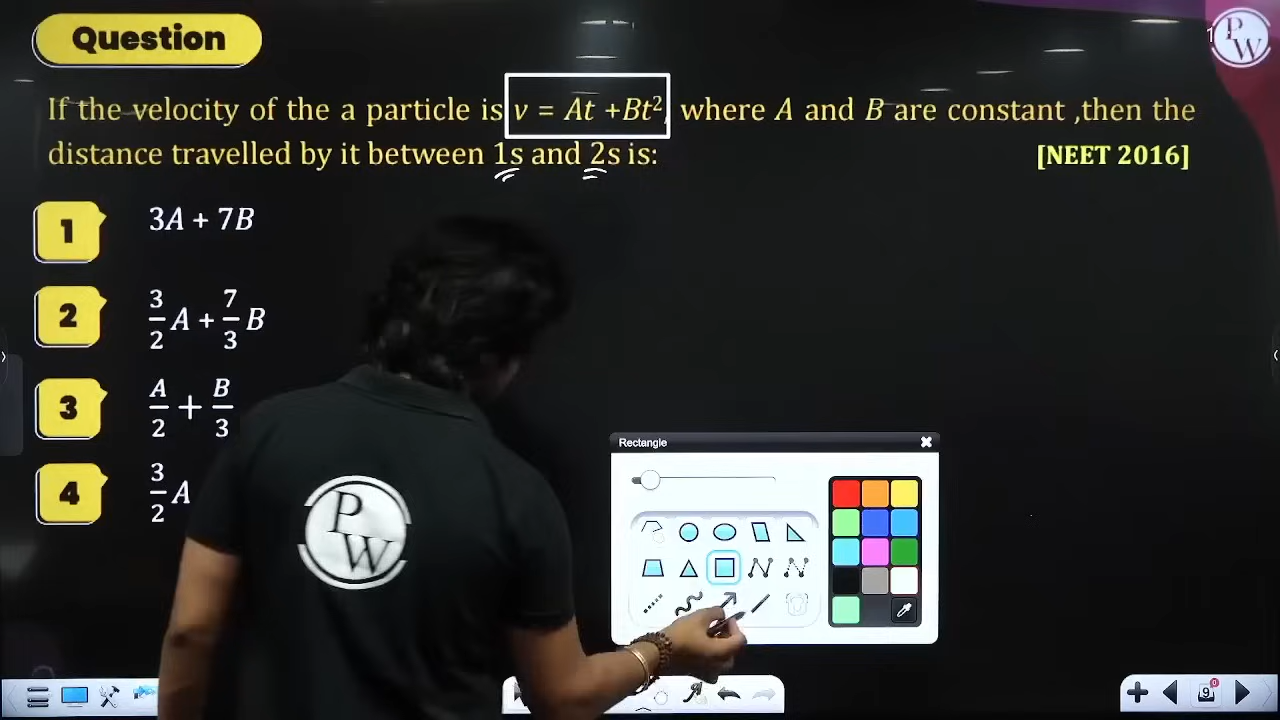 Question
If the velocity of the a particle is v = At +Bt², where A and B are constant ,then the
distance travelled by it between 1s and 2s is:
[NEET 2016]
1 3A + 7B
2 3/2 A + 7/3 B
3 A/2 + B/3
4 3/2 A
Rectangle
PW
PW
9
0